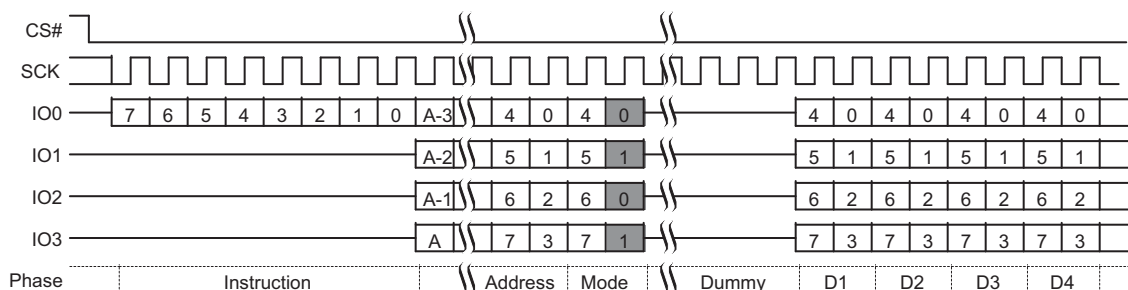 CS#
SCK
IO0 7 6 5 4 3 2 1 0 A-3 4 0 4 0 4 0 4 0 4 0 4 0
IO1 A-2 5 1 5 1 5 1 5 1 5 1 5 1
IO2 A-1 6 2 6 0 6 2 6 2 6 2 6 2
IO3 A 7 3 7 1 7 3 7 3 7 3 7 3
Phase Instruction Address Mode Dummy D1 D2 D3 D4